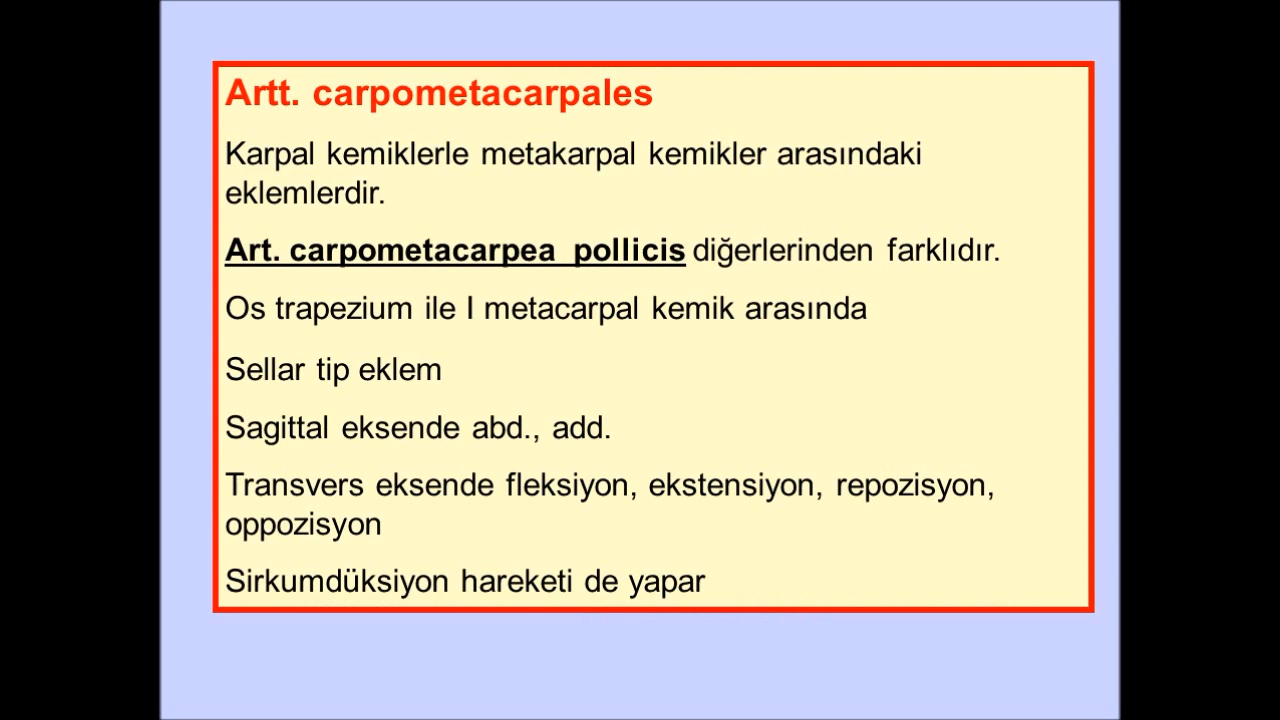 Artt. carpometacarpales
Karpal kemiklerle metakarpal kemikler arasındaki
eklemlerdir.
Art. carpometacarpea pollicis diğerlerinden farklıdır.
Os trapezium ile I metacarpal kemik arasında
Sellar tip eklem
Sagittal eksende abd., add.
Transvers eksende fleksiyon, ekstensiyon, repozisyon,
oppozisyon
Sirkumdüksiyon hareketi de yapar